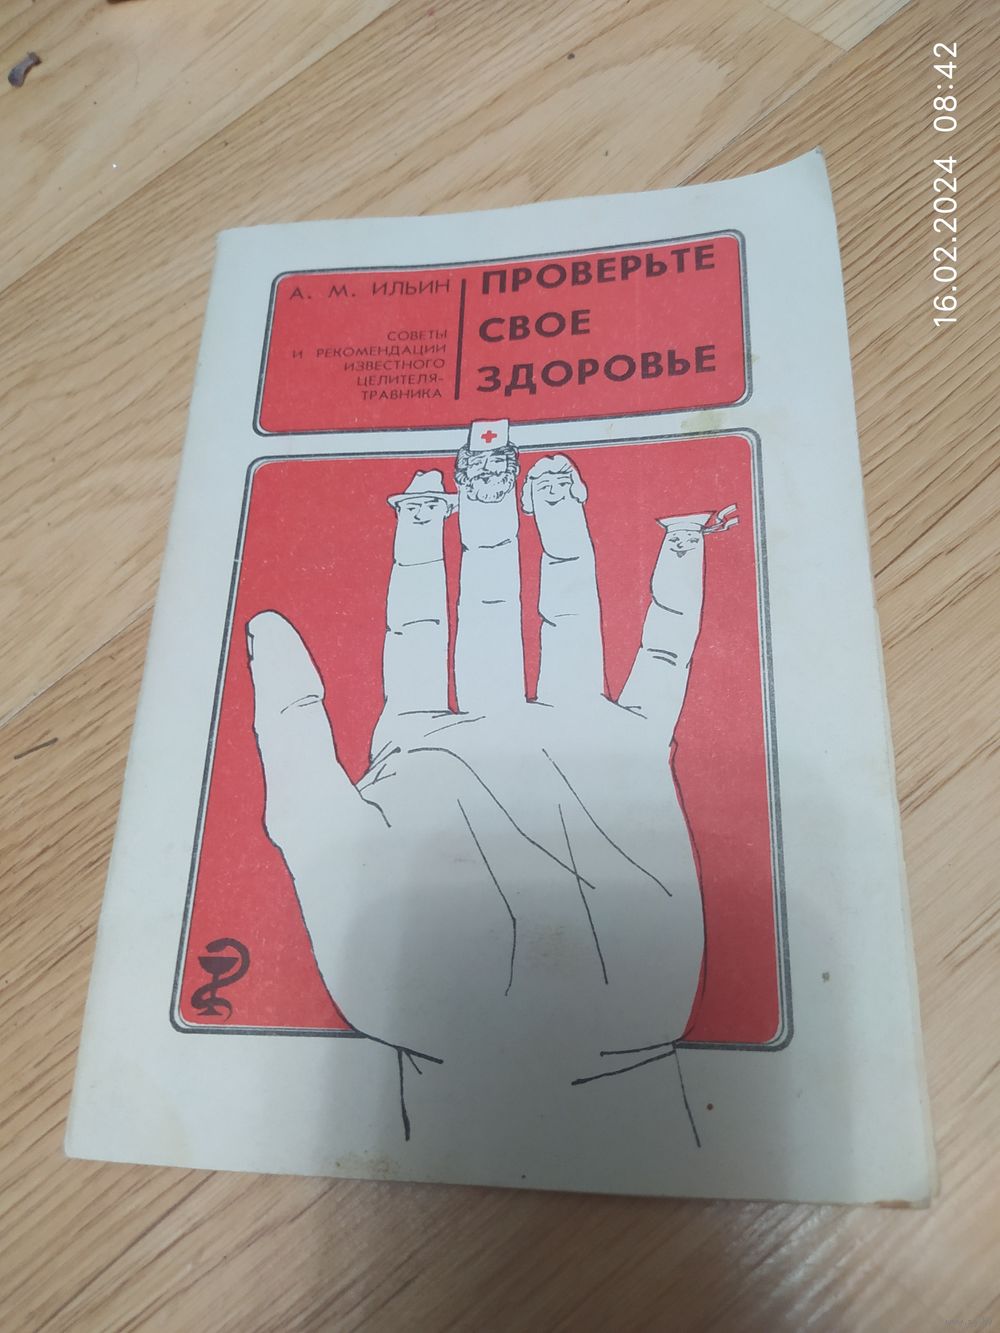 А. М. ИЛЬИН
СОВЕТЫ
И РЕКОМЕНДАЦИИ
ИЗВЕСТНОГО
ЦЕЛИТЕЛЯ-
ТРАВНИКА
ПРОВЕРЬТЕ
СВОЕ
ЗДОРОВЬЕ
16.02.2024 08:42